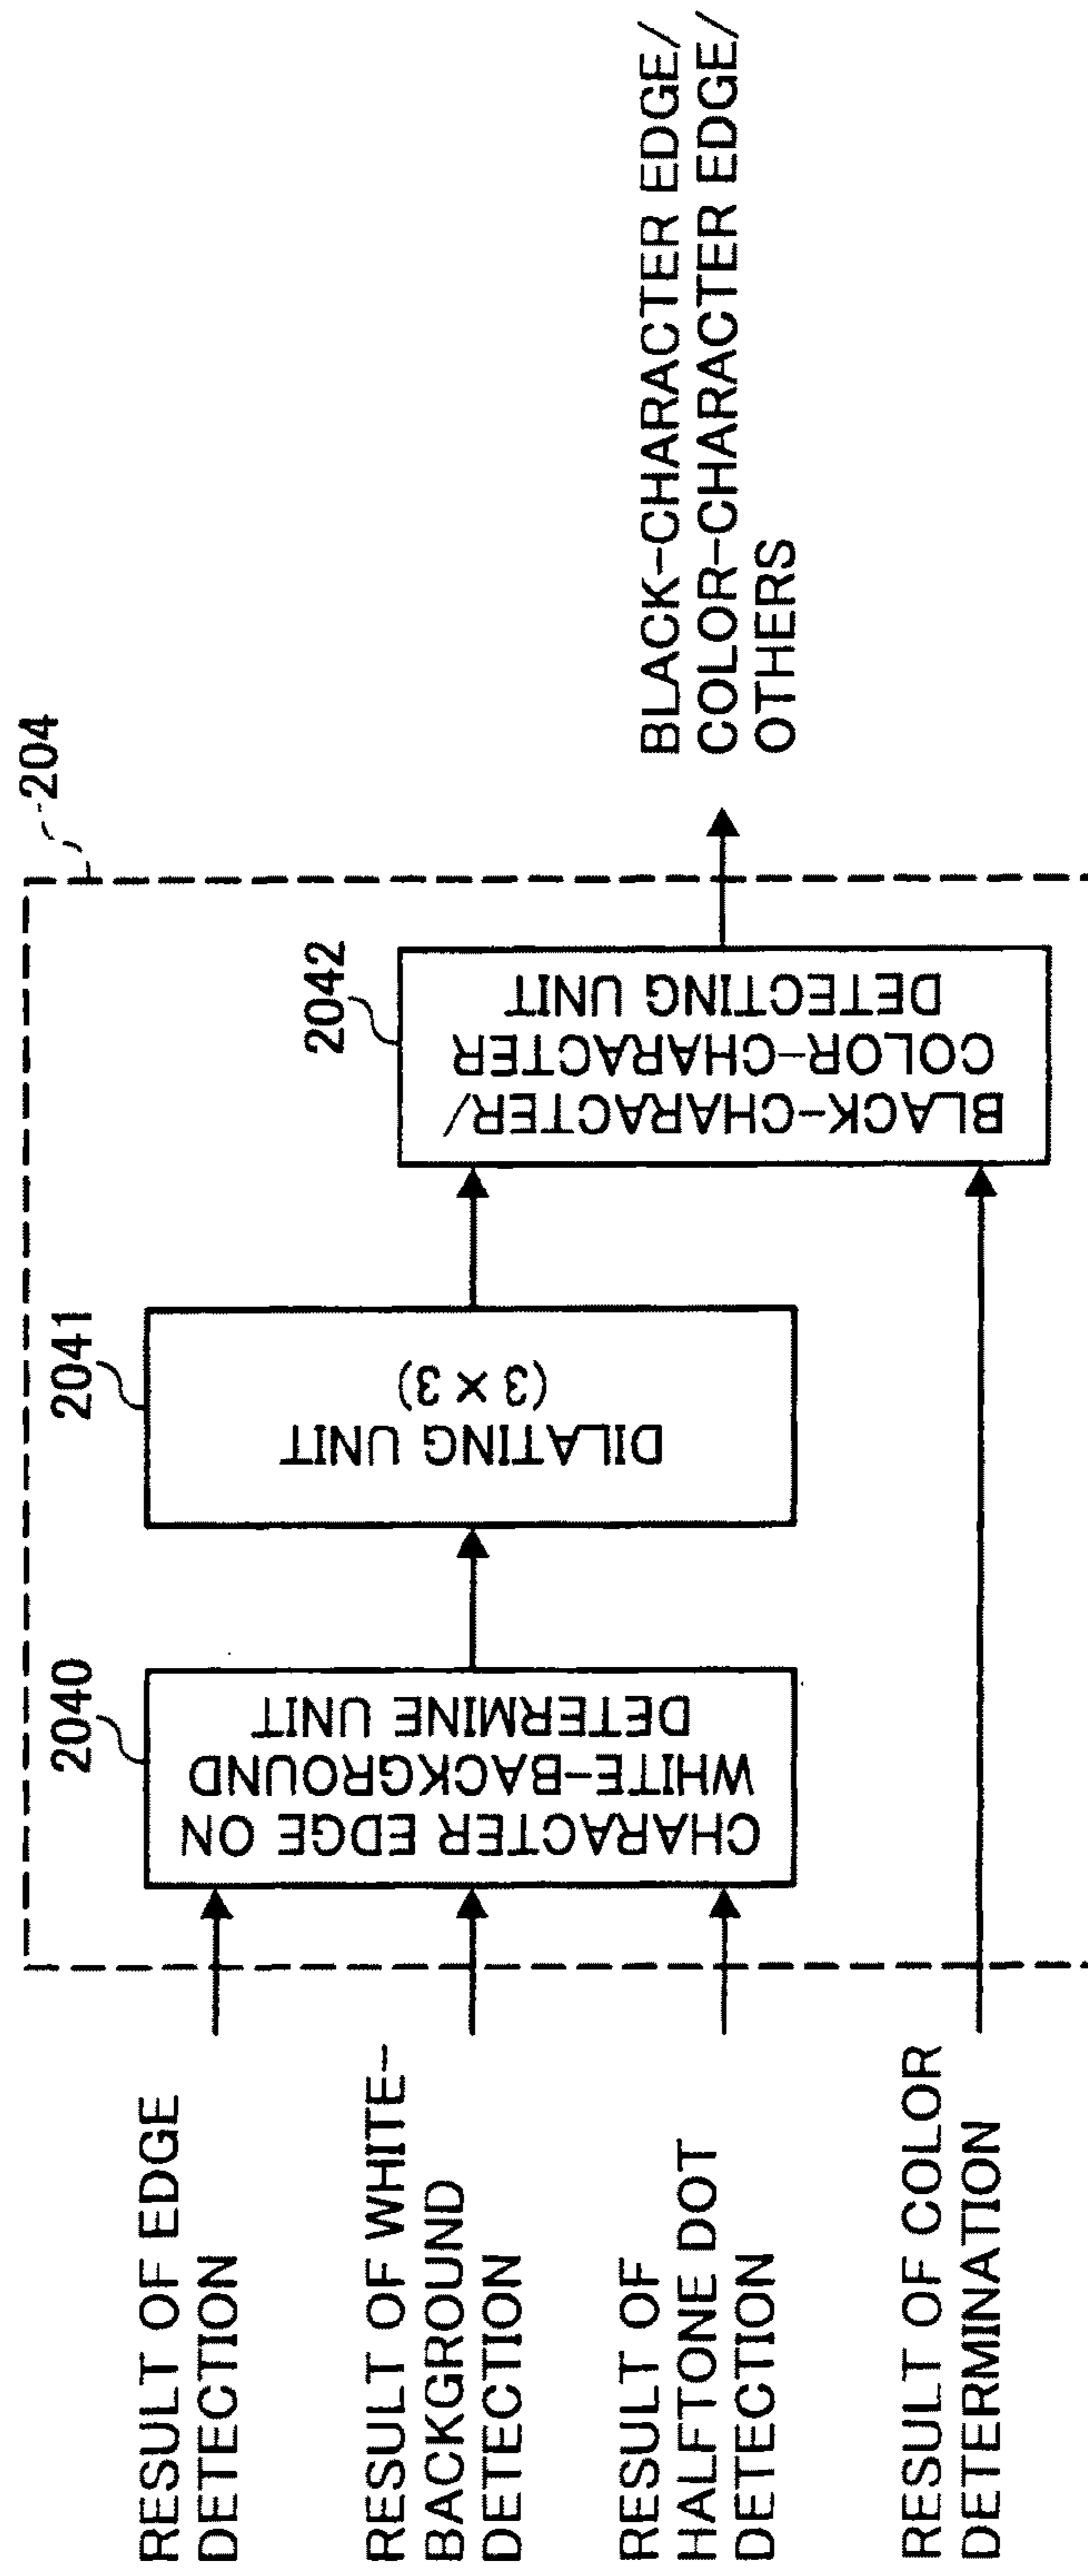 204
RESULT OF EDGE
DETECTION
RESULT OF WHITE-
BACKGROUND
DETECTION
RESULT OF
HALFTONE DOT
DETECTION
RESULT OF COLOR
DETERMINATION
2040
CHARACTER EDGE ON
WHITE-BACKGROUND
DETERMINE UNIT
2041
DILATING UNIT
(3 × 3)
2042
BLACK-CHARACTER/
COLOR-CHARACTER
DETECTING UNIT
BLACK-CHARACTER EDGE/
COLOR-CHARACTER EDGE/
OTHERS